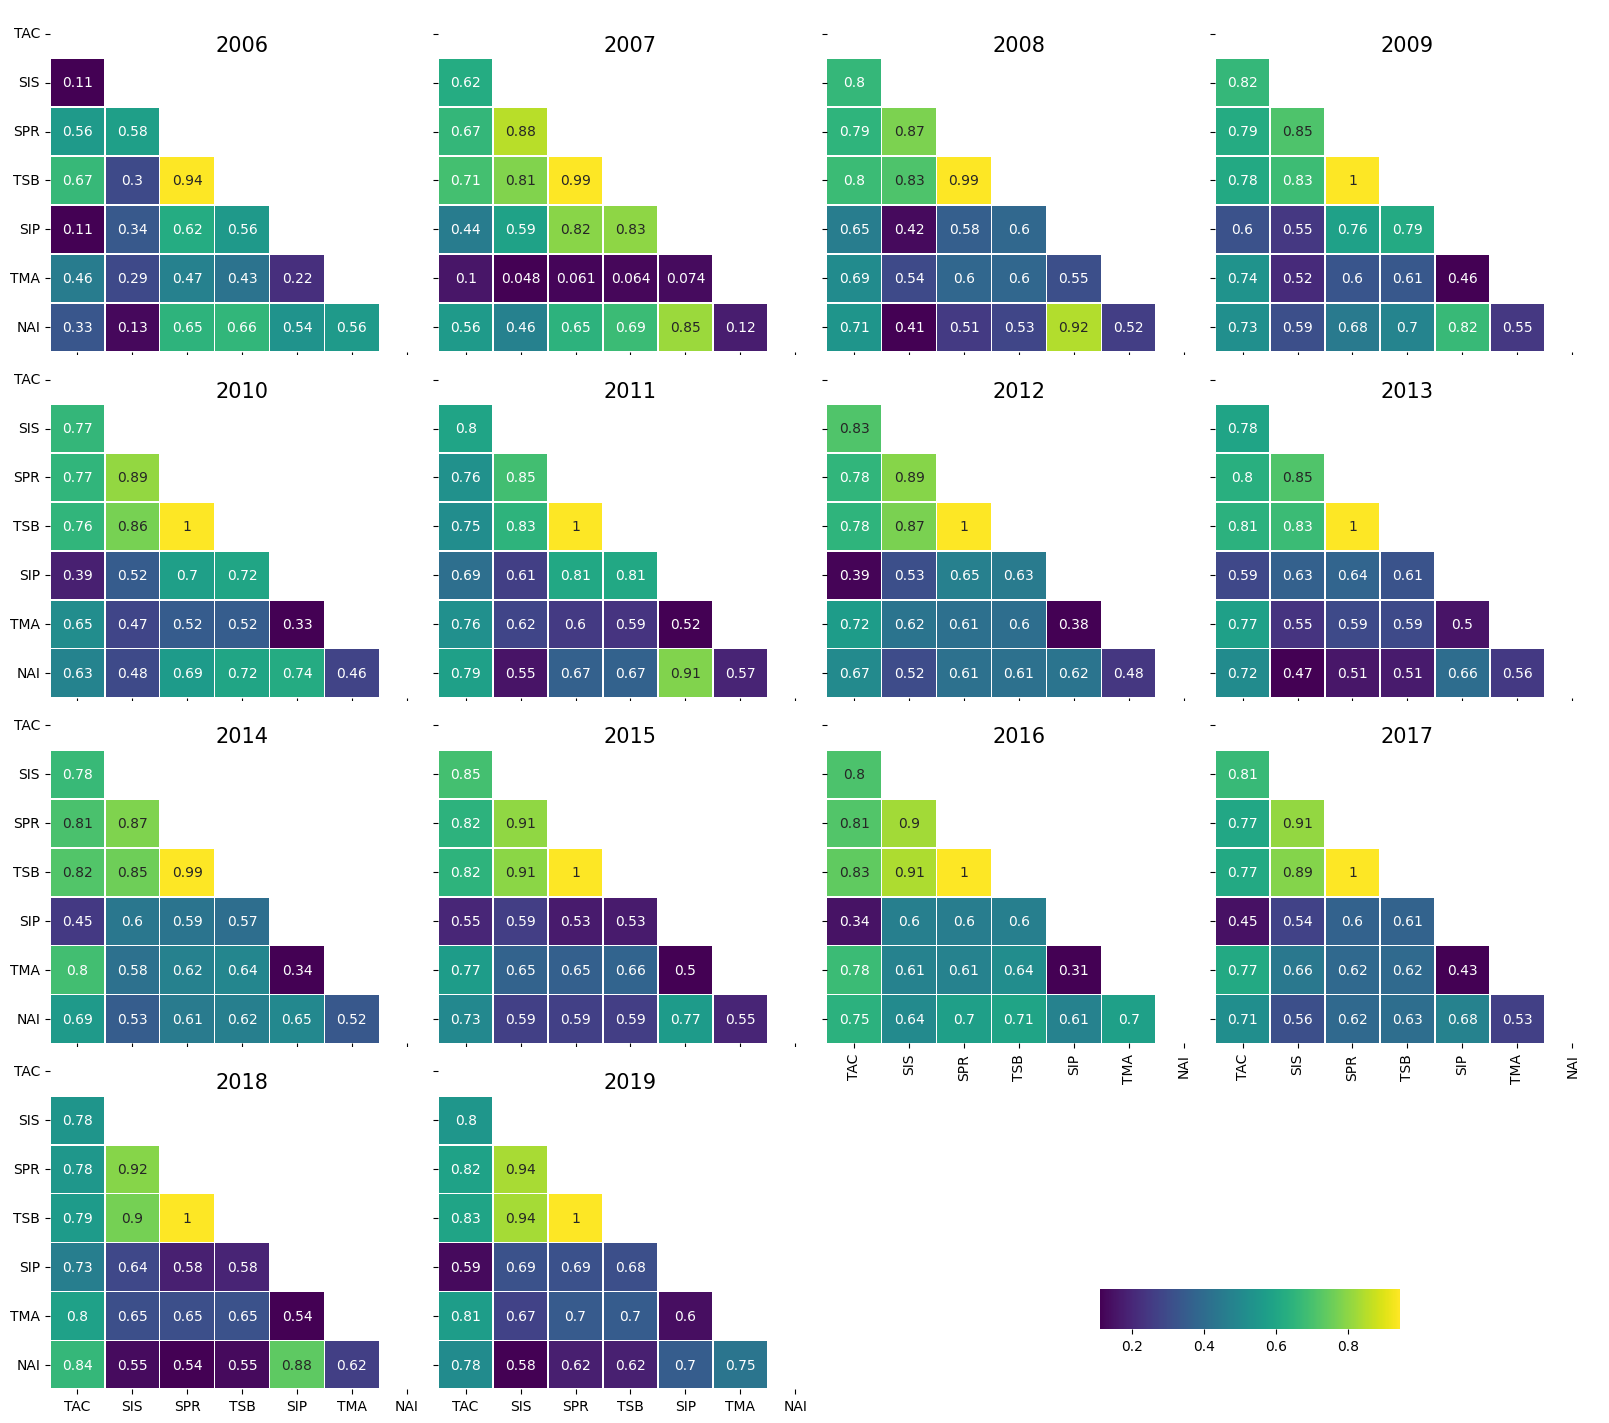 TAC
2006 2007 2008 2009
SIS 0.11 0.62 0.8 0.82
SPR 0.56 0.58 0.67 0.88 0.79 0.87 0.79 0.85
TSB 0.67 0.3 0.94 0.71 0.81 0.99 0.8 0.83 0.99 0.78 0.83 1
SIP 0.11 0.34 0.62 0.56 0.44 0.59 0.82 0.83 0.65 0.42 0.58 0.6 0.6 0.55 0.76 0.79
TMA 0.46 0.29 0.47 0.43 0.22 0.1 0.048 0.061 0.064 0.074 0.69 0.54 0.6 0.6 0.55 0.74 0.52 0.6 0.61 0.46
NAI 0.33 0.13 0.65 0.66 0.54 0.56 0.56 0.46 0.65 0.69 0.85 0.12 0.71 0.41 0.51 0.53 0.92 0.52 0.73 0.59 0.68 0.7 0.82 0.55
TAC
2010 2011 2012 2013
SIS 0.77 0.8 0.83 0.78
SPR 0.77 0.89 0.76 0.85 0.78 0.89 0.8 0.85
TSB 0.76 0.86 1 0.75 0.83 1 0.78 0.87 1 0.81 0.83 1
SIP 0.39 0.52 0.7 0.72 0.69 0.61 0.81 0.81 0.39 0.53 0.65 0.63 0.59 0.63 0.64 0.61
TMA 0.65 0.47 0.52 0.52 0.33 0.76 0.62 0.6 0.59 0.52 0.72 0.62 0.61 0.6 0.38 0.77 0.55 0.59 0.59 0.5
NAI 0.63 0.48 0.69 0.72 0.74 0.46 0.79 0.55 0.67 0.67 0.91 0.57 0.67 0.52 0.61 0.61 0.62 0.48 0.72 0.47 0.51 0.51 0.66 0.56
TAC
2014 2015 2016 2017
SIS 0.78 0.85 0.8 0.81
SPR 0.81 0.87 0.82 0.91 0.81 0.9 0.77 0.91
TSB 0.82 0.85 0.99 0.82 0.91 1 0.83 0.91 1 0.77 0.89 1
SIP 0.45 0.6 0.59 0.57 0.55 0.59 0.53 0.53 0.34 0.6 0.6 0.6 0.45 0.54 0.6 0.61
TMA 0.8 0.58 0.62 0.64 0.34 0.77 0.65 0.65 0.66 0.5 0.78 0.61 0.61 0.64 0.31 0.77 0.66 0.62 0.62 0.43
NAI 0.69 0.53 0.61 0.62 0.65 0.52 0.73 0.59 0.59 0.59 0.77 0.55 0.75 0.64 0.7 0.71 0.61 0.7 0.71 0.56 0.62 0.63 0.68 0.53
TAC SIS SPR TSB SIP TMA NAI TAC SIS SPR TSB SIP TMA NAI
TAC
2018 2019
SIS 0.78 0.8
SPR 0.78 0.92 0.82 0.94
TSB 0.79 0.9 1 0.83 0.94 1
SIP 0.73 0.64 0.58 0.58 0.59 0.69 0.69 0.68
TMA 0.8 0.65 0.65 0.65 0.54 0.81 0.67 0.7 0.7 0.6
NAI 0.84 0.55 0.54 0.55 0.88 0.62 0.78 0.58 0.62 0.62 0.7 0.75
TAC SIS SPR TSB SIP TMA NAI TAC SIS SPR TSB SIP TMA NAI
0.2 0.4 0.6 0.8